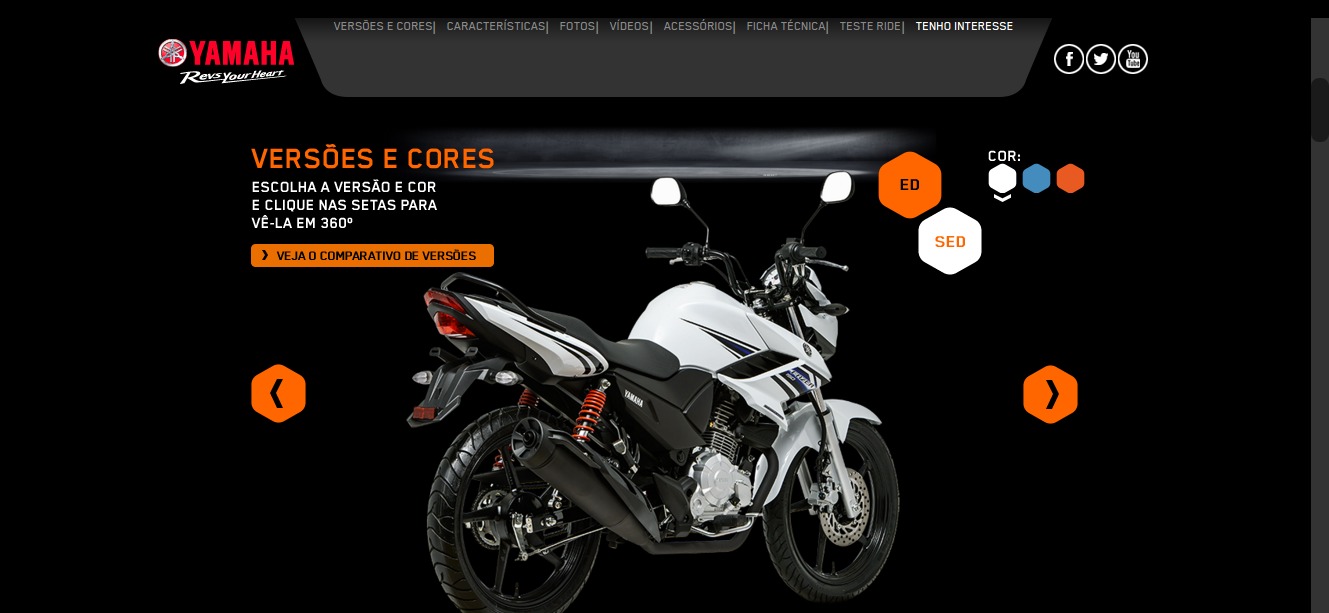 VERSÕES E CORES| CARACTERÍSTICAS| FOTOS| VÍDEOS| ACESSÓRIOS| FICHA TÉCNICA| TESTE RIDE| TENHO INTERESSE
YAMAHA
Revs Your Heart
f
You
Tube
VERSÕES E CORES
ESCOLHA A VERSÃO E COR
E CLIQUE NAS SETAS PARA
VÊ-LA EM 360º
VEJA O COMPARATIVO DE VERSÕES
COR:
ED
SED
YAMAHA